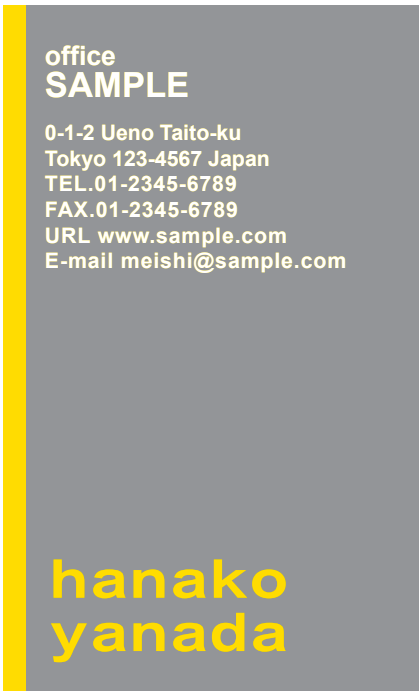 office
SAMPLE
0-1-2 Ueno Taito-ku
Tokyo 123-4567 Japan
TEL.01-2345-6789
FAX.01-2345-6789
URL www.sample.com
E-mail meishi@sample.com
hanako
yanada